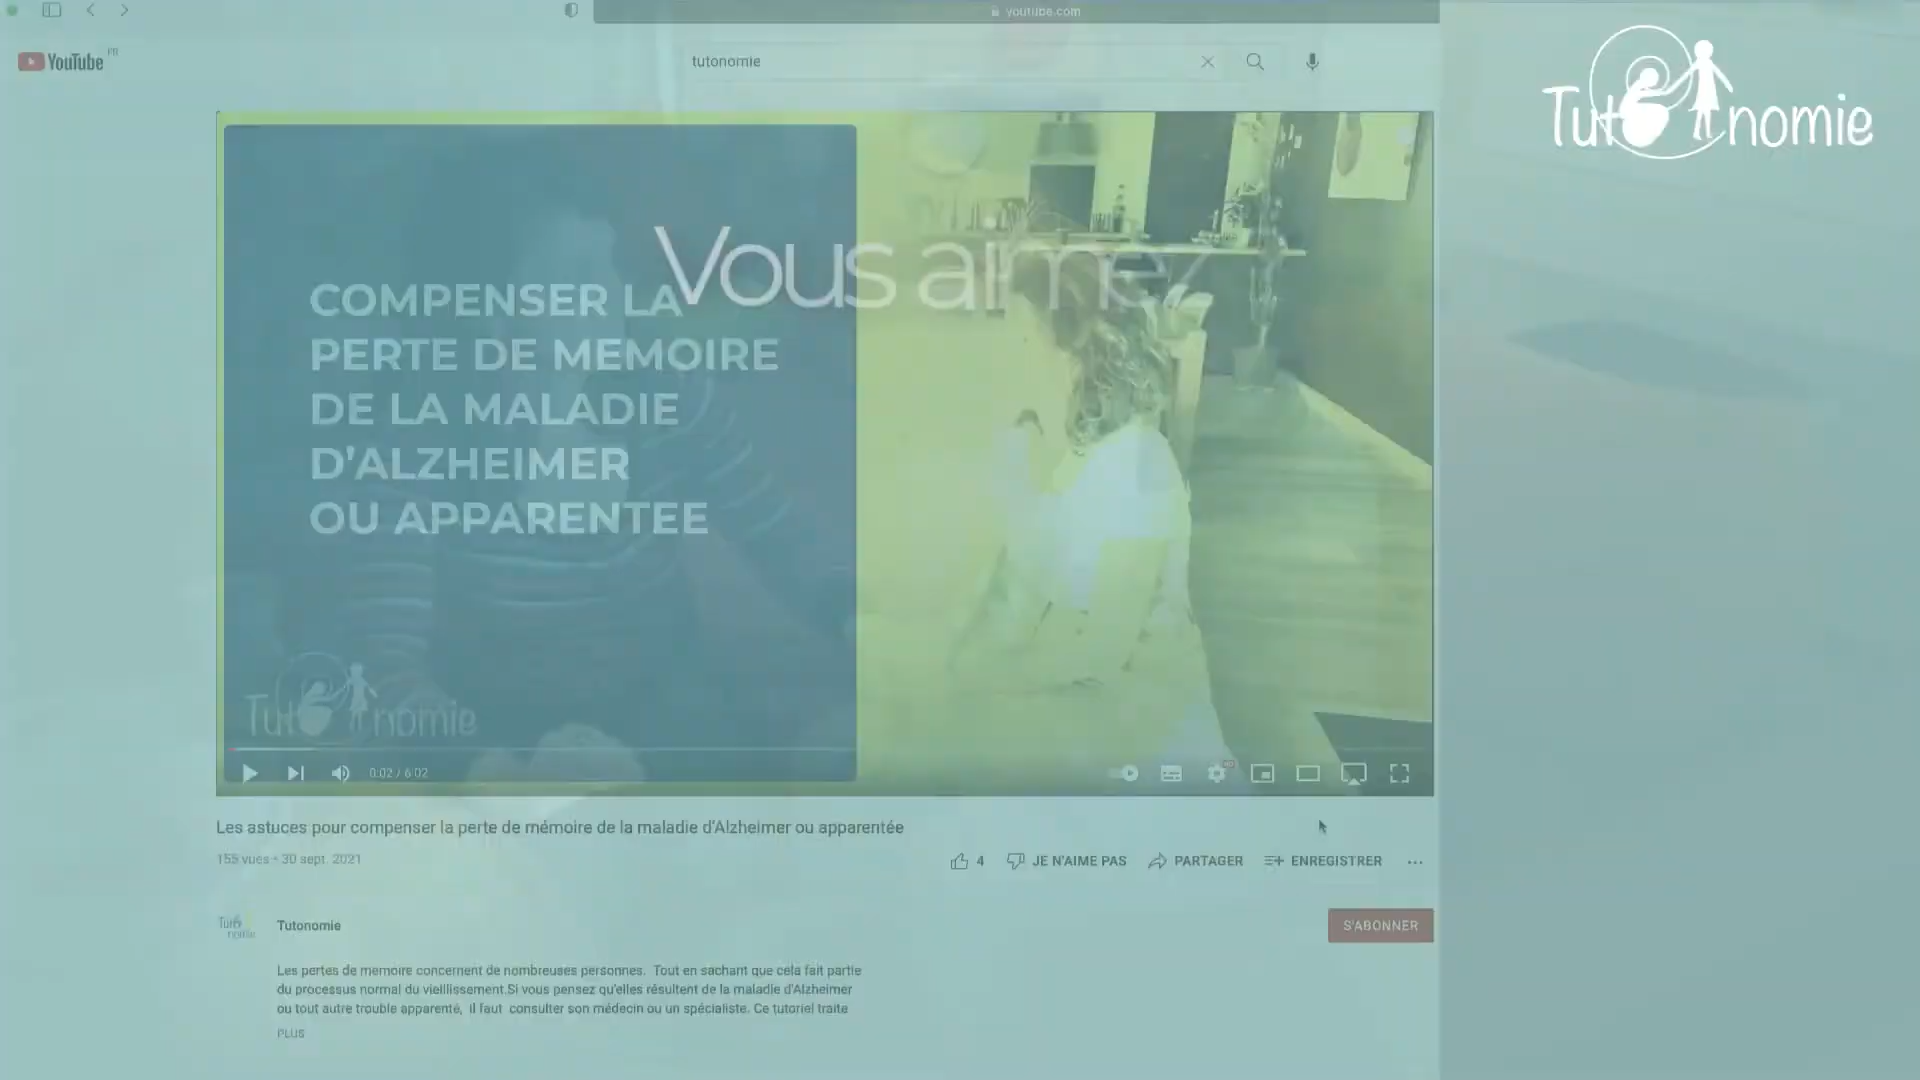 youtube.com
YouTube FR
tutonomie
Tutonomie
Vous aimez
COMPENSER LA
PERTE DE MEMOIRE
DE LA MALADIE
D'ALZHEIMER
OU APPARENTEE
Tutonomie
0:02 / 6:02
HD
Les astuces pour compenser la perte de mémoire de la maladie d'Alzheimer ou apparentée
155 vues • 30 sept. 2021
4 JE N'AIME PAS PARTAGER ENREGISTRER
Tutonomie
Tutonomie
S'ABONNER
Les pertes de memoire concernent de nombreuses personnes. Tout en sachant que cela fait partie
du processus normal du vieillissement.Si vous pensez qu'elles résultent de la maladie d'Alzheimer
ou tout autre trouble apparenté, il faut consulter son médecin ou un spécialiste. Ce tutoriel traite
PLUS